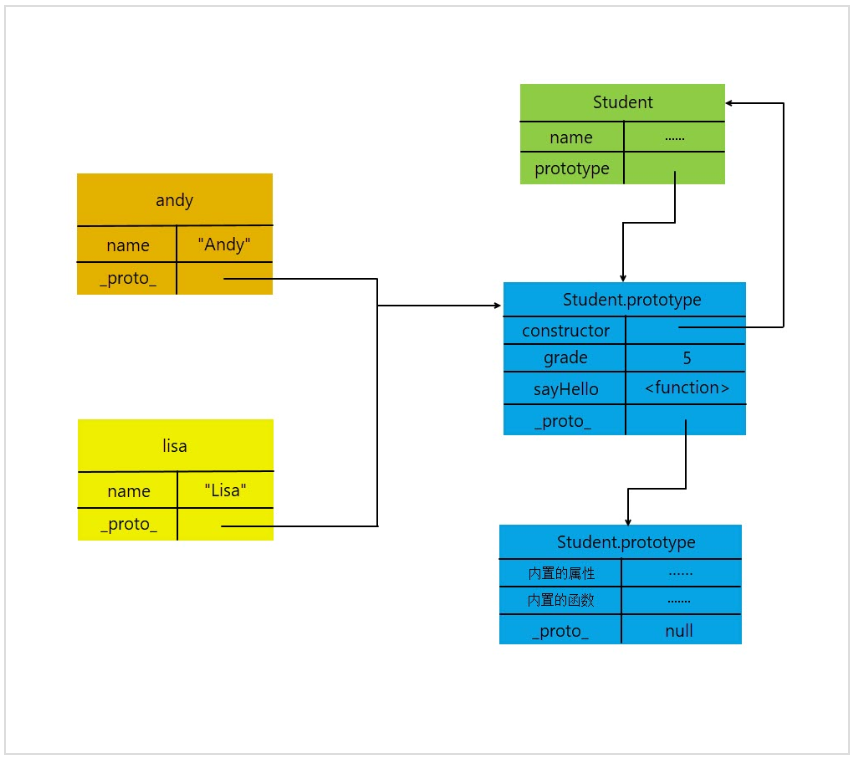 Student
name ......
prototype
andy
name "Andy"
_proto_
Student.prototype
constructor
grade 5
sayHello <function>
_proto_
lisa
name "Lisa"
_proto_
Student.prototype
内置的属性 ......
内置的函数 .......
_proto_ null